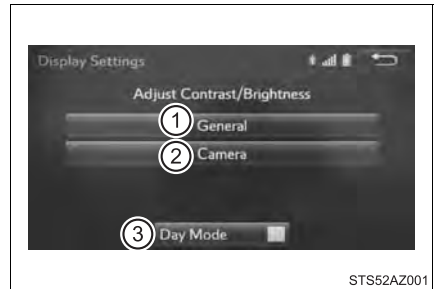 Display Settings
Adjust Contrast/Brightness
1 General
2 Camera
3 Day Mode
STS52AZ001